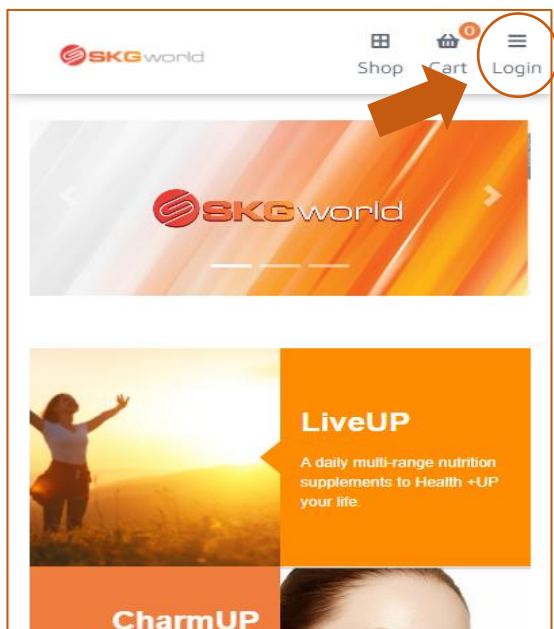 SKGworld
0
Shop Cart Login
SKGworld
LiveUP
A daily multi-range nutrition
supplements to Health +UP
your life.
CharmUP